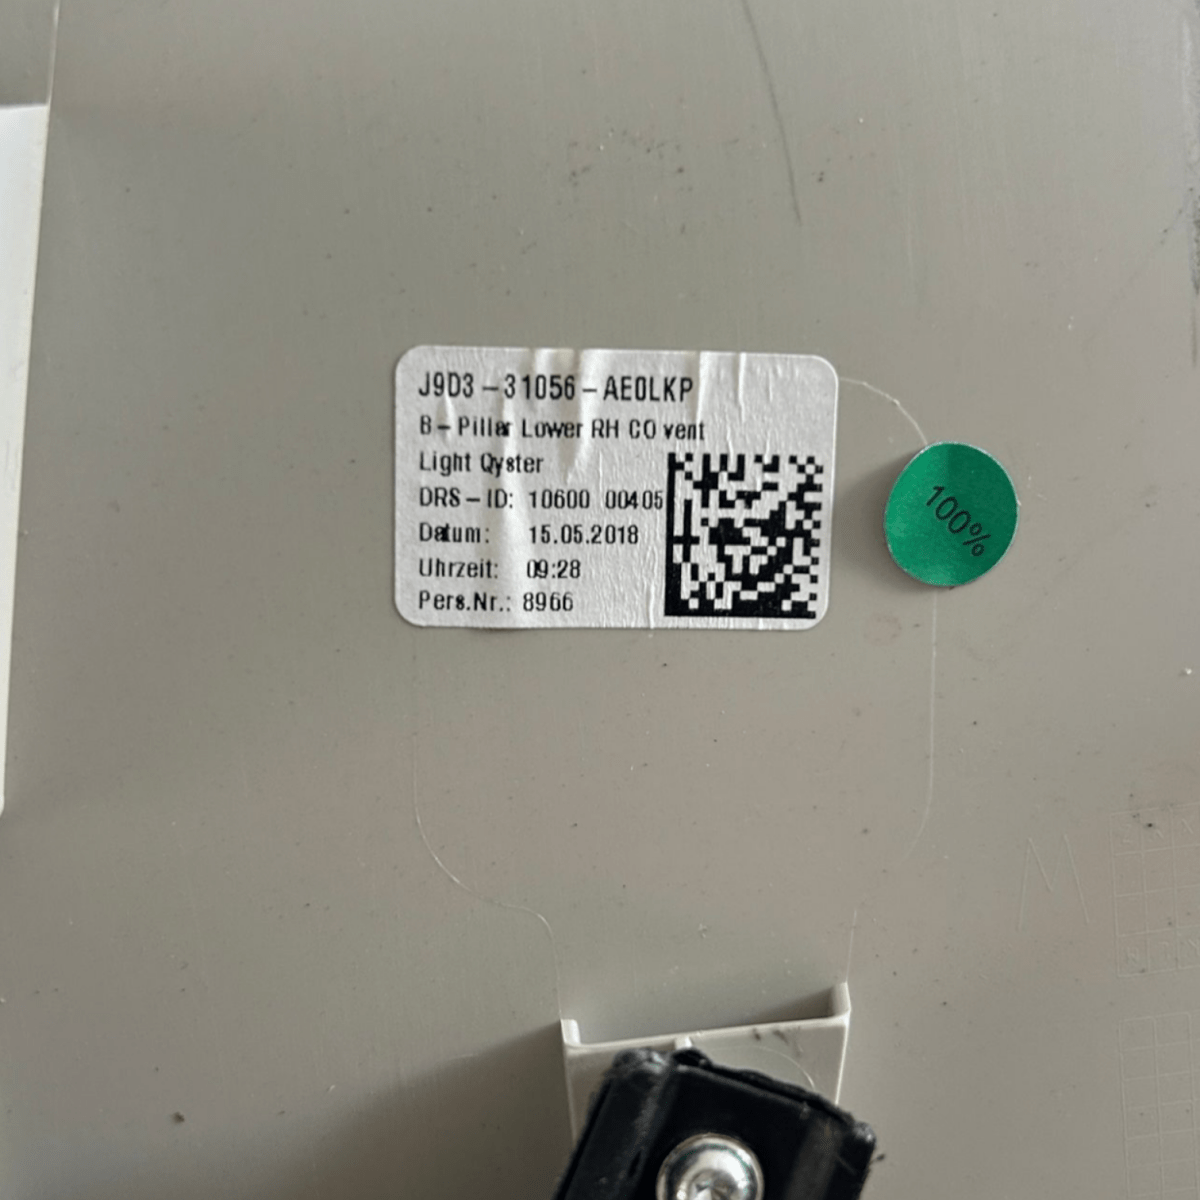 J9D3-31056-AE0LKP
B-Pillar Lower RH CO vent
Light Oyster
DRS-ID: 10600 00405
Datum: 15.05.2018
Uhrzeit: 09:28
Pers.Nr.: 8966
100%
M